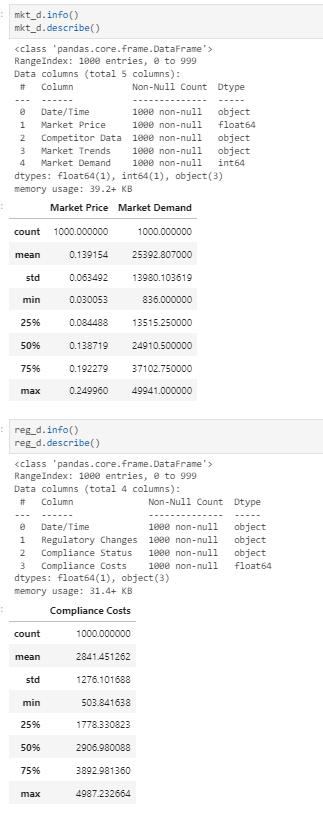 mkt_d.info()
mkt_d.describe()
<class 'pandas.core.frame.DataFrame'>
RangeIndex: 1000 entries, 0 to 999
Data columns (total 5 columns):
 #   Column           Non-Null Count  Dtype
---  ------           --------------  -----
 0   Date/Time        1000 non-null   object
 1   Market Price     1000 non-null   float64
 2   Competitor Data  1000 non-null   object
 3   Market Trends    1000 non-null   object
 4   Market Demand    1000 non-null   int64
dtypes: float64(1), int64(1), object(3)
memory usage: 39.2+ KB
Market Price Market Demand
count 1000.000000 1000.000000
mean 0.139154 25392.807000
std 0.063492 13980.103619
min 0.030053 836.000000
25% 0.084488 13515.250000
50% 0.138719 24910.500000
75% 0.192279 37102.750000
max 0.249960 49941.000000
reg_d.info()
reg_d.describe()
<class 'pandas.core.frame.DataFrame'>
RangeIndex: 1000 entries, 0 to 999
Data columns (total 4 columns):
 #   Column              Non-Null Count  Dtype
---  ------              --------------  -----
 0   Date/Time           1000 non-null   object
 1   Regulatory Changes  1000 non-null   object
 2   Compliance Status   1000 non-null   object
 3   Compliance Costs    1000 non-null   float64
dtypes: float64(1), object(3)
memory usage: 31.4+ KB
Compliance Costs
count 1000.000000
mean 2841.451262
std 1276.101688
min 503.841638
25% 1778.330823
50% 2906.980088
75% 3892.981360
max 4987.232664